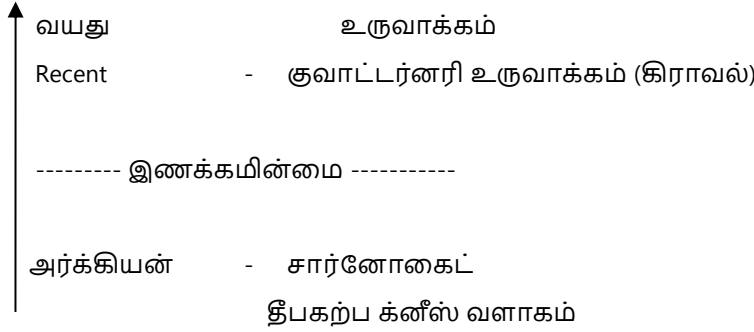 வயது உருவாக்கம்
Recent - குவாட்டர்னரி உருவாக்கம் (கிராவல்)
--------- இணக்கமின்மை -----------
அர்க்கியன் - சார்னோகைட்
தீபகற்ப க்னீஸ் வளாகம்